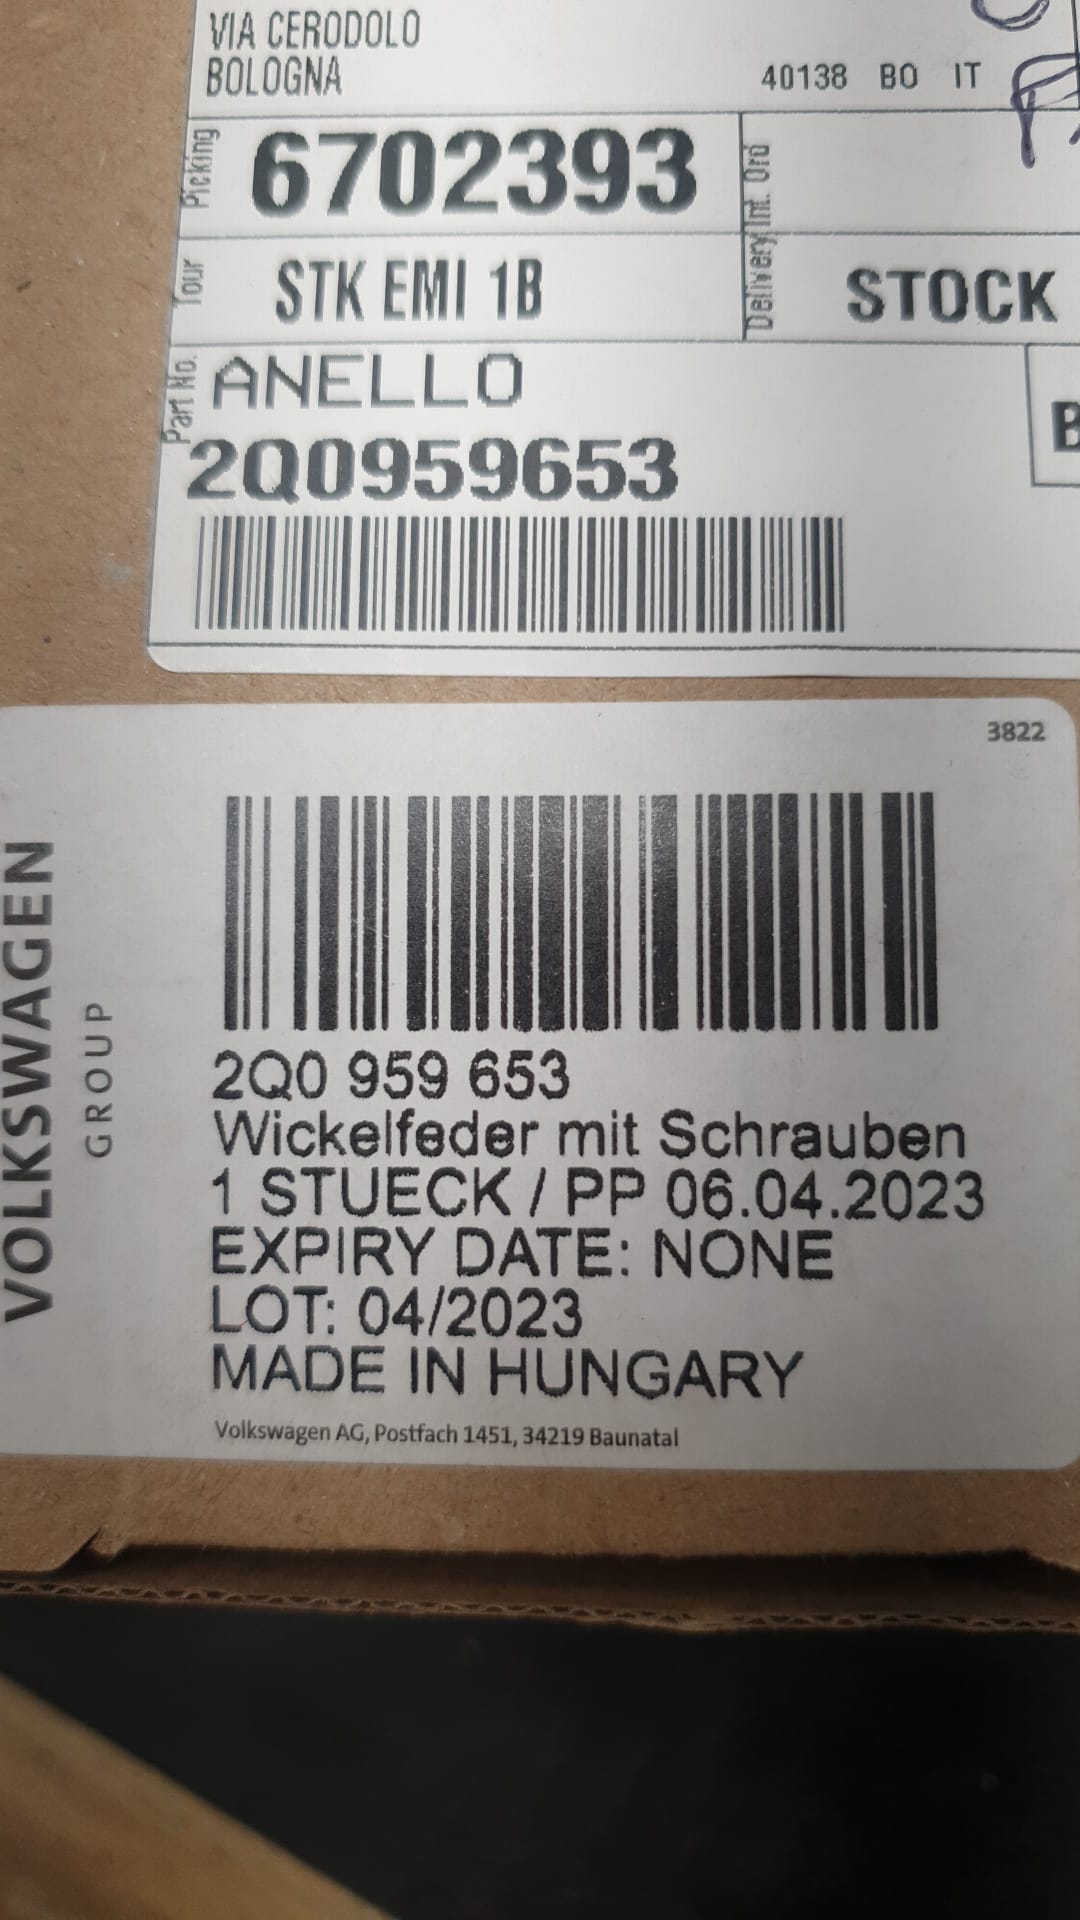 VIA CERODOLO
BOLOGNA
40138 BO IT
Picking
6702393
Delivery Int. Ord
Tour
STK EMI 1B
STOCK
Part No.
ANELLO
2Q0959653
B
3822
VOLKSWAGEN
GROUP
2Q0 959 653
Wickelfeder mit Schrauben
1 STUECK / PP 06.04.2023
EXPIRY DATE: NONE
LOT: 04/2023
MADE IN HUNGARY
Volkswagen AG, Postfach 1451, 34219 Baunatal